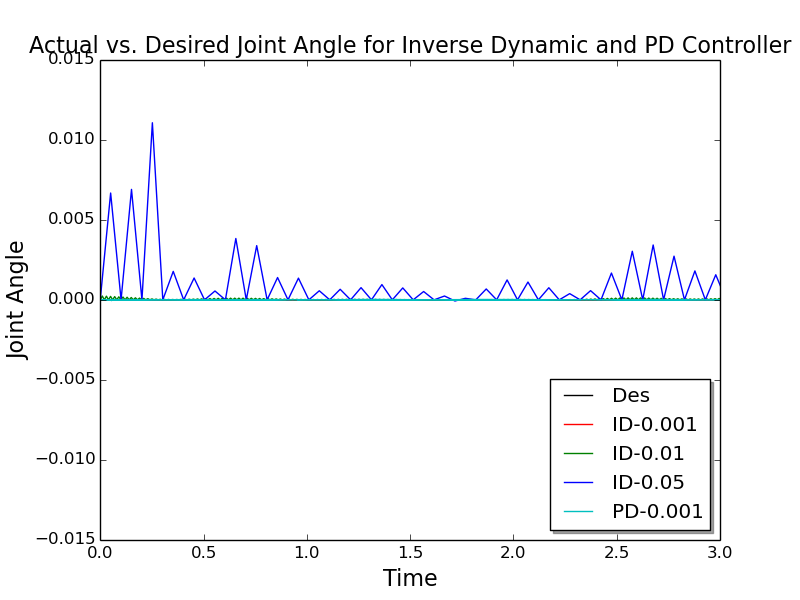 Actual vs. Desired Joint Angle for Inverse Dynamic and PD Controller
0.015
0.010
0.005
0.000
−0.005
−0.010
−0.015
Joint Angle
Des
ID-0.001
ID-0.01
ID-0.05
PD-0.001
0.0 0.5 1.0 1.5 2.0 2.5 3.0
Time